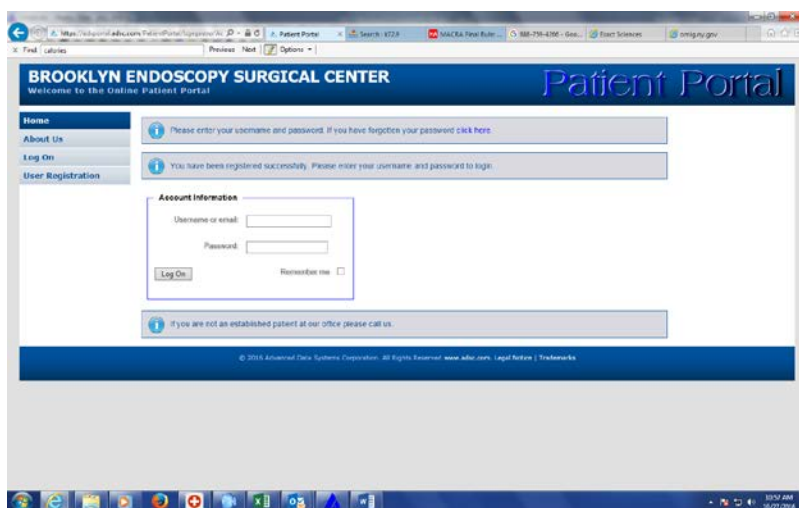 Patient Portal
Search: V7.2.9
MACRA Final Rule ...
Exact Sciences
omig.ny.gov
x Find: calories
Previous Next Options
BROOKLYN ENDOSCOPY SURGICAL CENTER
Welcome to the Online Patient Portal
Patient Portal
Home
About Us
Log On
User Registration
Please enter your username and password. If you have forgotten your password click here.
You have been registered successfully. Please enter your username and password to login.
Account Information
Username or email:
Password:
Log On
Remember me
If you are not an established patient at our office please call us.
© 2016 Advanced Data Systems Corporation. All Rights Reserved. www.adsc.com. Legal Notice | Trademarks
10:57 AM